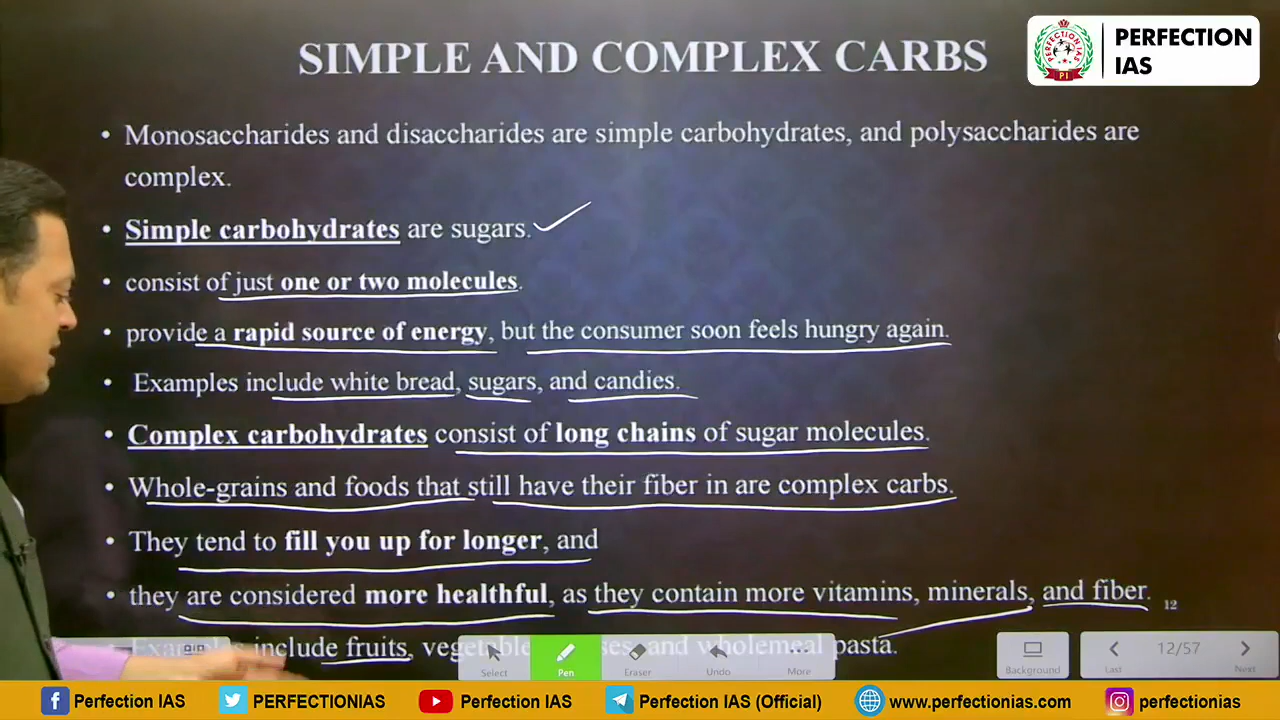 SIMPLE AND COMPLEX CARBS
PERFECTION
IAS
PERFECTION IAS
PI
• Monosaccharides and disaccharides are simple carbohydrates, and polysaccharides are
complex.
• Simple carbohydrates are sugars.
• consist of just one or two molecules.
• provide a rapid source of energy, but the consumer soon feels hungry again.
• Examples include white bread, sugars, and candies.
• Complex carbohydrates consist of long chains of sugar molecules.
• Whole-grains and foods that still have their fiber in are complex carbs.
• They tend to fill you up for longer, and
• they are considered more healthful, as they contain more vitamins, minerals, and fiber.
12
• Examples include fruits, and wholemeal pasta.
Select Pen Eraser Undo More Background Last 12/57 Next
Perfection IAS PERFECTIONIAS Perfection IAS Perfection IAS (Official) www.perfectionias.com perfectionias